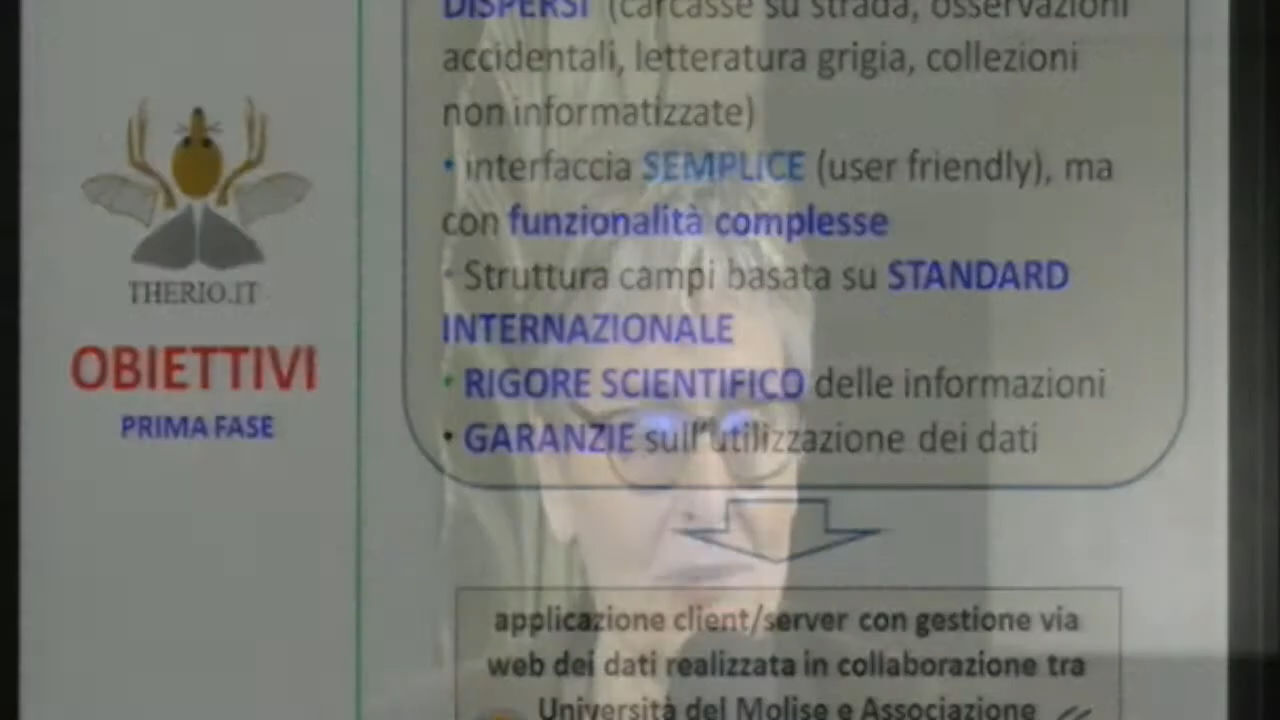 THERIO.IT
OBIETTIVI
PRIMA FASE
DISPERSI (carcasse su strada, osservazioni
accidentali, letteratura grigia, collezioni
non informatizzate)
• interfaccia SEMPLICE (user friendly), ma
con funzionalità complesse
• Struttura campi basata su STANDARD
INTERNAZIONALE
• RIGORE SCIENTIFICO delle informazioni
• GARANZIE sull'utilizzazione dei dati
applicazione client/server con gestione via
web dei dati realizzata in collaborazione tra
Università del Molise e Associazione